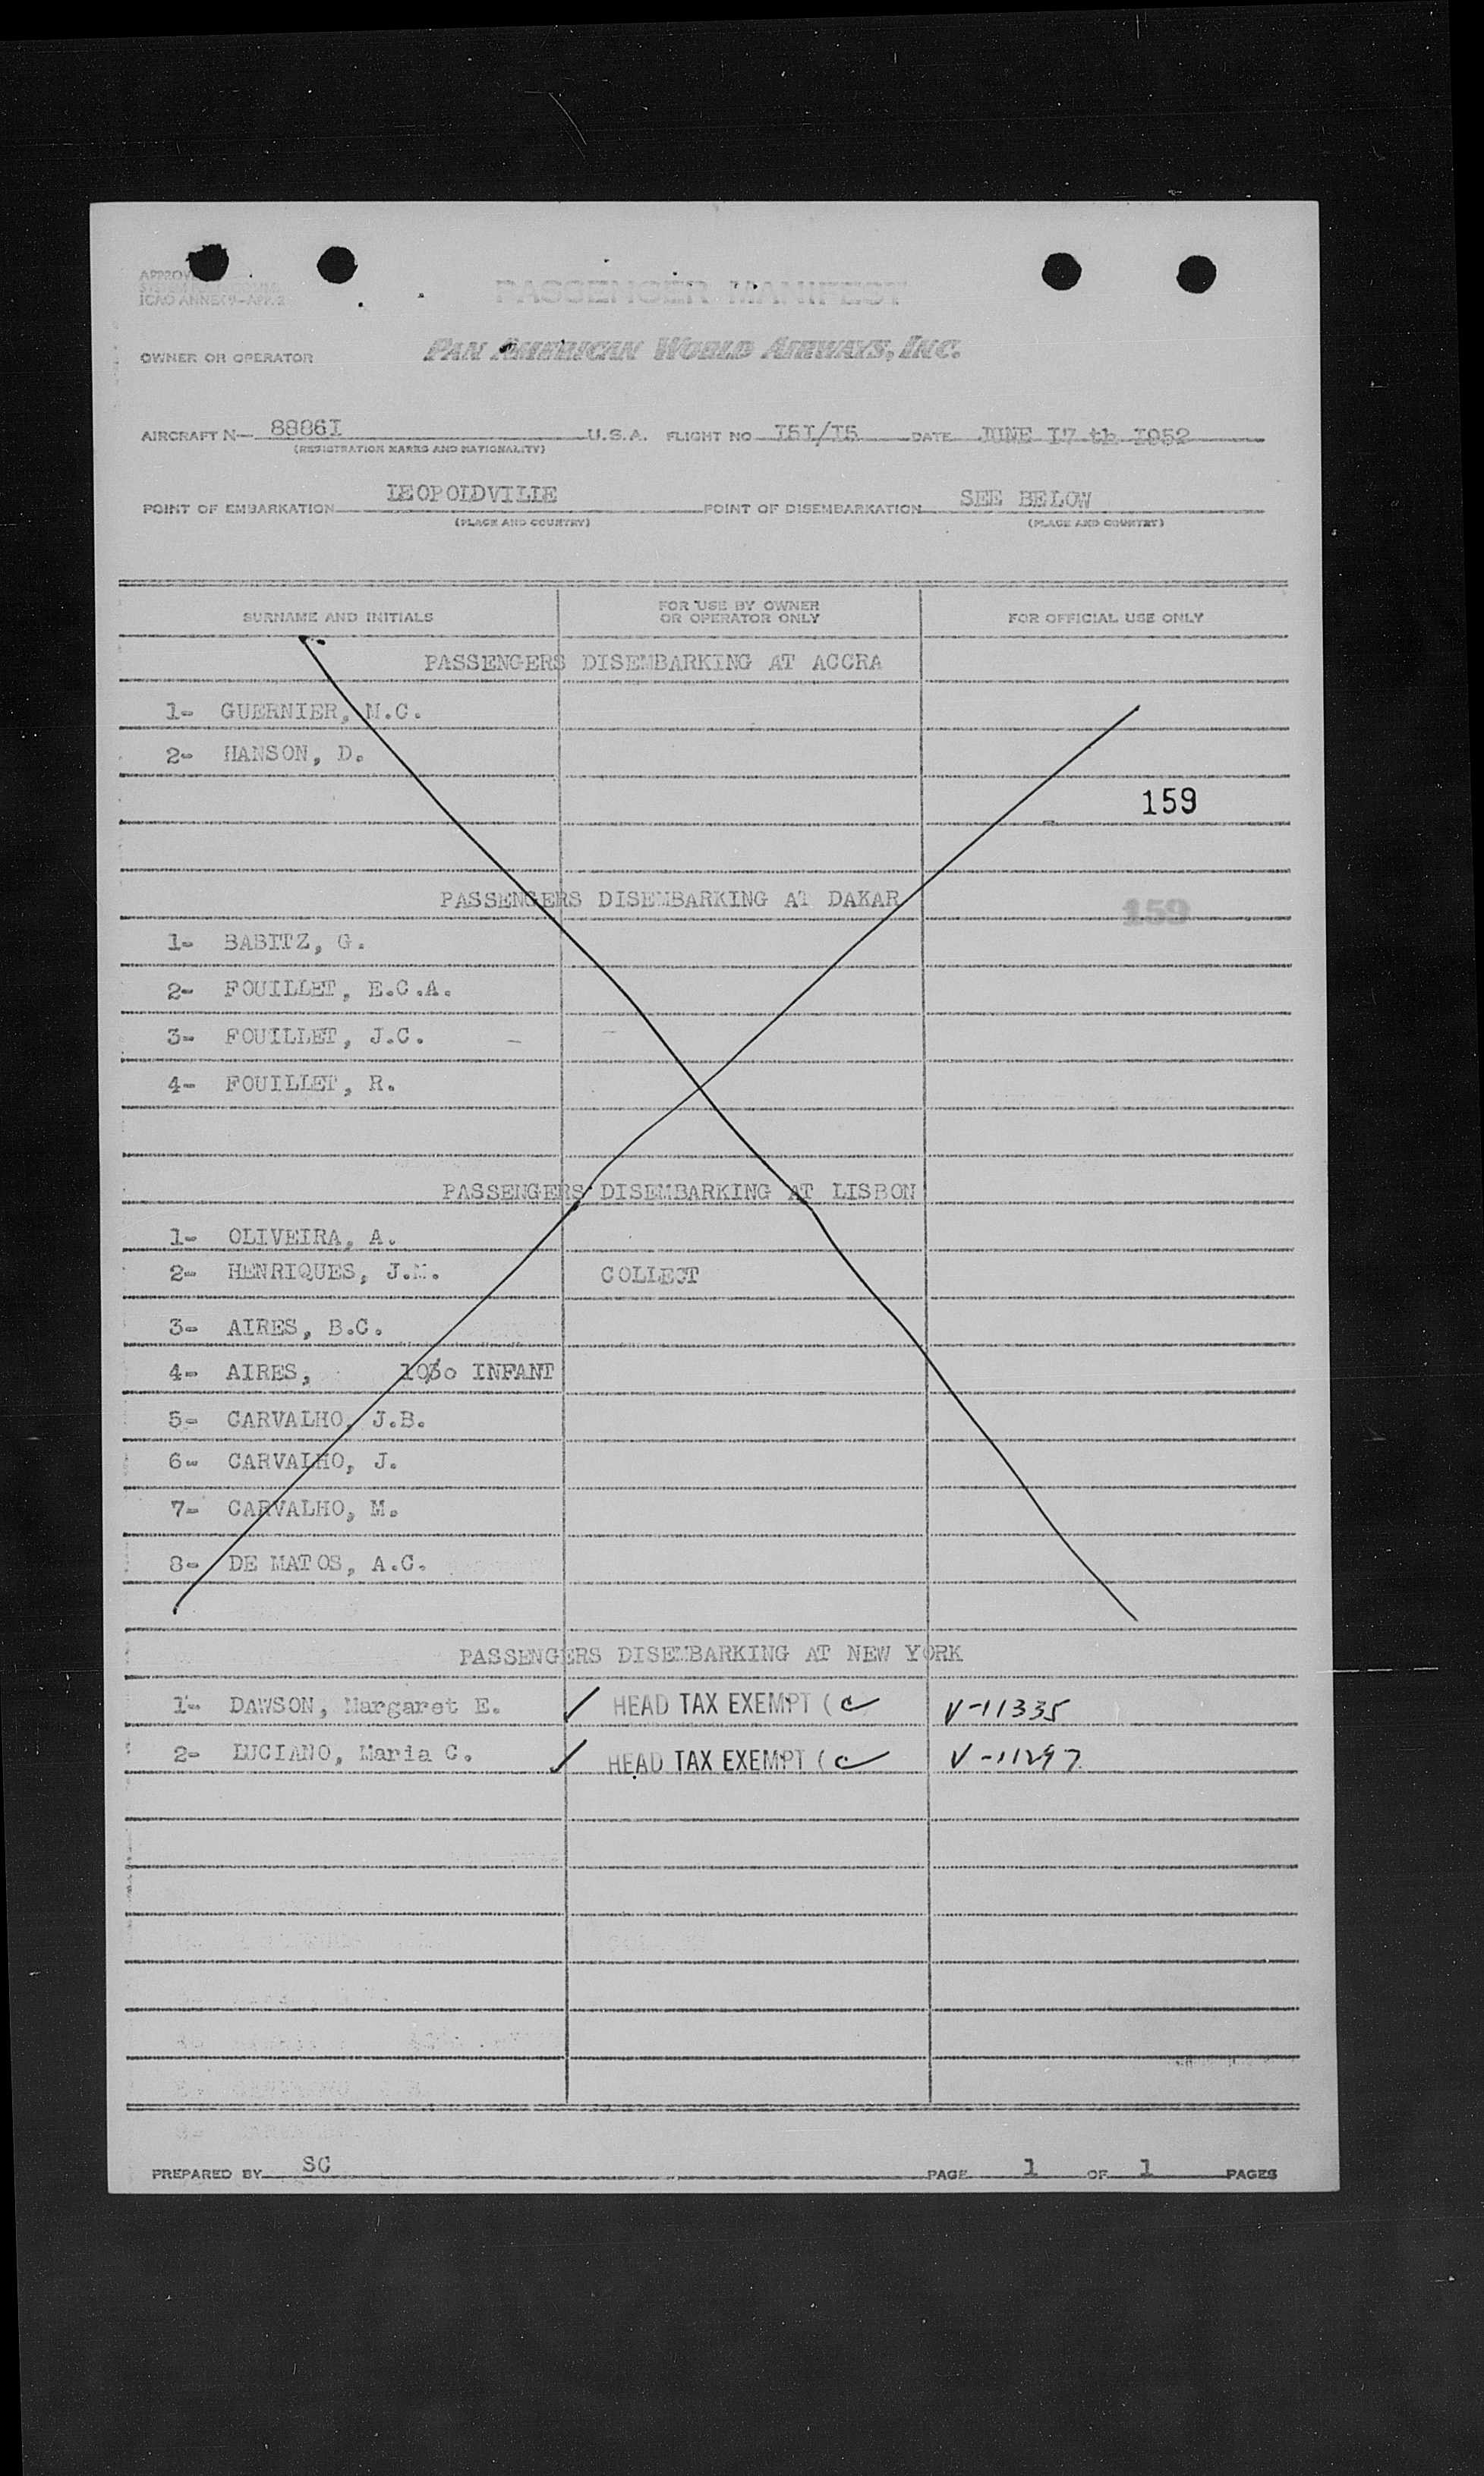 PASSENGER MANIFEST
ICAO ANNEX 9-APP. 2
OWNER OR OPERATOR PAN AMERICAN WORLD AIRWAYS, INC.
AIRCRAFT N— 8886I U.S.A. FLIGHT NO I5I/I5 DATE JUNE I7 th I952
(REGISTRATION MARKS AND NATIONALITY)
POINT OF EMBARKATION LEOPOLDVILLE POINT OF DISEMBARKATION SEE BELOW
(PLACE AND COUNTRY) (PLACE AND COUNTRY)
SURNAME AND INITIALS FOR USE BY OWNER OR OPERATOR ONLY FOR OFFICIAL USE ONLY
PASSENGERS DISEMBARKING AT ACCRA
1- GUERNIER, M.C.
2- HANSON, D.
159
PASSENGERS DISEMBARKING AT DAKAR
159
1- BABITZ, G.
2- FOUILLET, E.C.A.
3- FOUILLET, J.C.
4- FOUILLET, R.
PASSENGERS DISEMBARKING AT LISBON
1- OLIVEIRA, A.
2- HENRIQUES, J.M. COLLECT
3- AIRES, B.C.
4- AIRES, INFANT
5- CARVALHO, J.B.
6- CARVALHO, J.
7- CARVALHO, M.
8- DE MATOS, A.C.
PASSENGERS DISEMBARKING AT NEW YORK
1- DAWSON, Margaret E. ✓ HEAD TAX EXEMPT (c V-11335
2- LUCIANO, Maria C. ✓ HEAD TAX EXEMPT (c V-11297
PREPARED BY SC PAGE 1 OF 1 PAGES